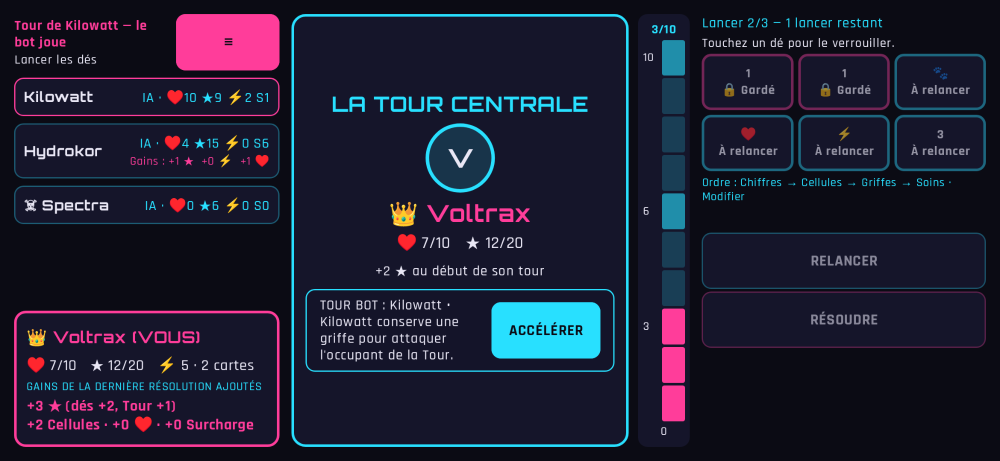 Tour de Kilowatt — le
bot joue
Lancer les dés
≡
Kilowatt IA · ❤️10 ★9 ⚡2 S1
Hydrokor IA · ❤️4 ★15 ⚡0 S6
Gains : +1 ★ +0 ⚡ +1 ❤️
☠ Spectra IA · ❤️0 ★6 ⚡0 S0
👑 Voltrax (VOUS)
❤️ 7/10 ★ 12/20 ⚡ 5 · 2 cartes
GAINS DE LA DERNIÈRE RÉSOLUTION AJOUTÉS
+3 ★ (dés +2, Tour +1)
+2 Cellules · +0 ❤️ · +0 Surcharge
LA TOUR CENTRALE
V
👑 Voltrax
❤️ 7/10 ★ 12/20
+2 ★ au début de son tour
TOUR BOT : Kilowatt •
Kilowatt conserve une
griffe pour attaquer
l'occupant de la Tour.
ACCÉLÉRER
3/10
10
6
3
0
Lancer 2/3 — 1 lancer restant
Touchez un dé pour le verrouiller.
1
🔒 Gardé
1
🔒 Gardé
🐾
À relancer
❤️
À relancer
⚡
À relancer
3
À relancer
Ordre : Chiffres → Cellules → Griffes → Soins ·
Modifier
RELANCER
RÉSOUDRE